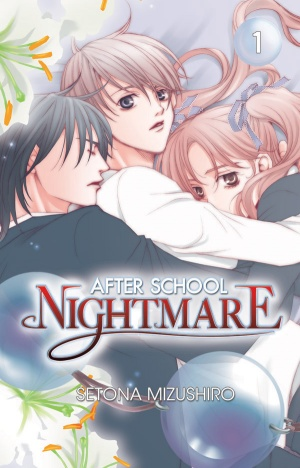 1
AFTER SCHOOL
NIGHTMARE
SETONA MIZUSHIRO